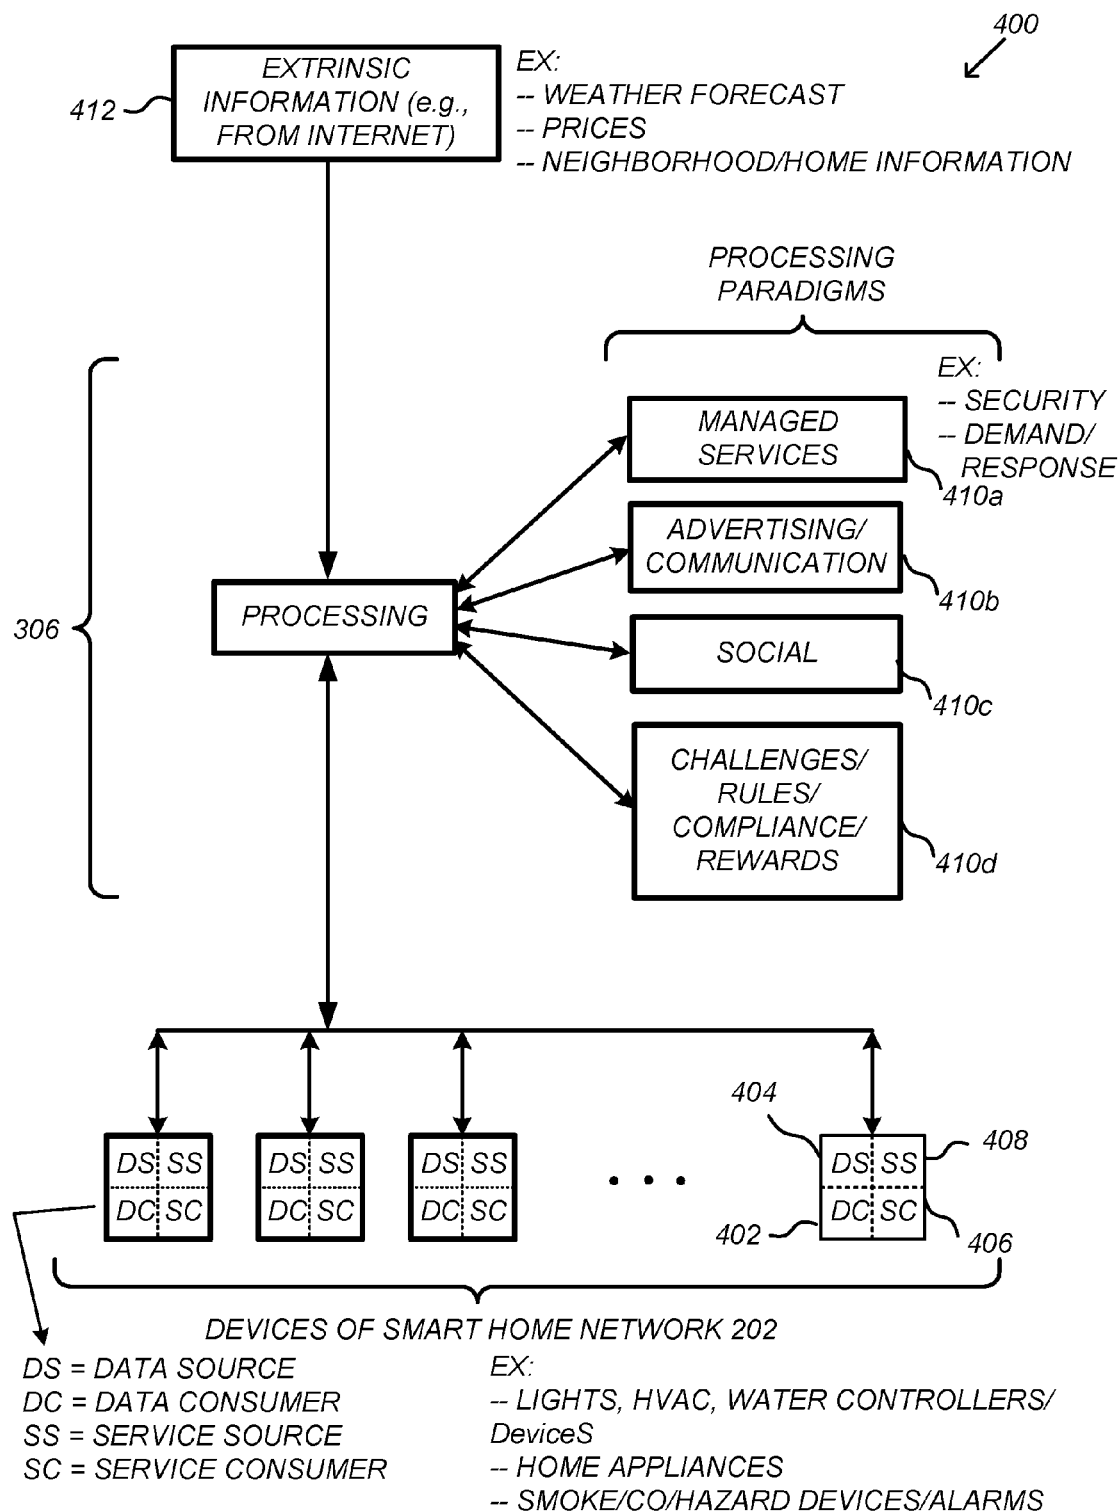 400
EXTRINSIC
INFORMATION (e.g.,
FROM INTERNET)
412
EX:
-- WEATHER FORECAST
-- PRICES
-- NEIGHBORHOOD/HOME INFORMATION
PROCESSING
PARADIGMS
EX:
-- SECURITY
-- DEMAND/
RESPONSE
MANAGED
SERVICES
410a
ADVERTISING/
COMMUNICATION
410b
PROCESSING
306
SOCIAL
410c
CHALLENGES/
RULES/
COMPLIANCE/
REWARDS
410d
DS SS
DC SC
DS SS
DC SC
DS SS
DC SC
• • •
404
DS SS
DC SC
408
402
406
DEVICES OF SMART HOME NETWORK 202
DS = DATA SOURCE
DC = DATA CONSUMER
SS = SERVICE SOURCE
SC = SERVICE CONSUMER
EX:
-- LIGHTS, HVAC, WATER CONTROLLERS/
DeviceS
-- HOME APPLIANCES
-- SMOKE/CO/HAZARD DEVICES/ALARMS